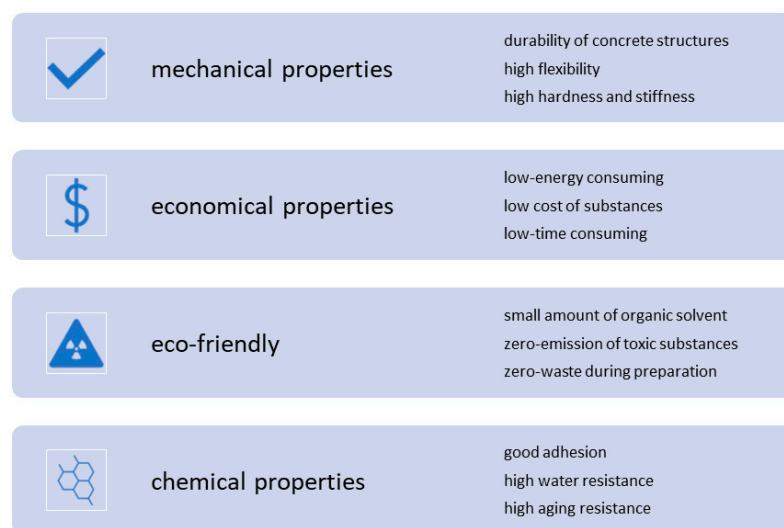 mechanical properties
durability of concrete structures
high flexibility
high hardness and stiffness
economical properties
low-energy consuming
low cost of substances
low-time consuming
eco-friendly
small amount of organic solvent
zero-emission of toxic substances
zero-waste during preparation
chemical properties
good adhesion
high water resistance
high aging resistance